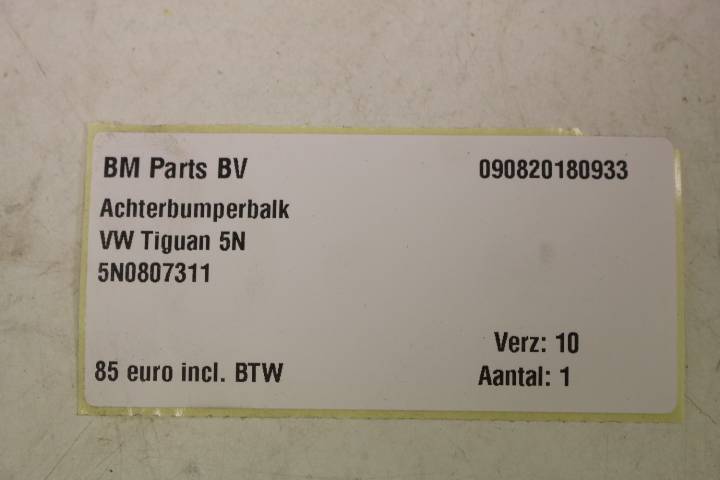 BM Parts BV 090820180933
Achterbumperbalk
VW Tiguan 5N
5N0807311
Verz: 10
85 euro incl. BTW Aantal: 1